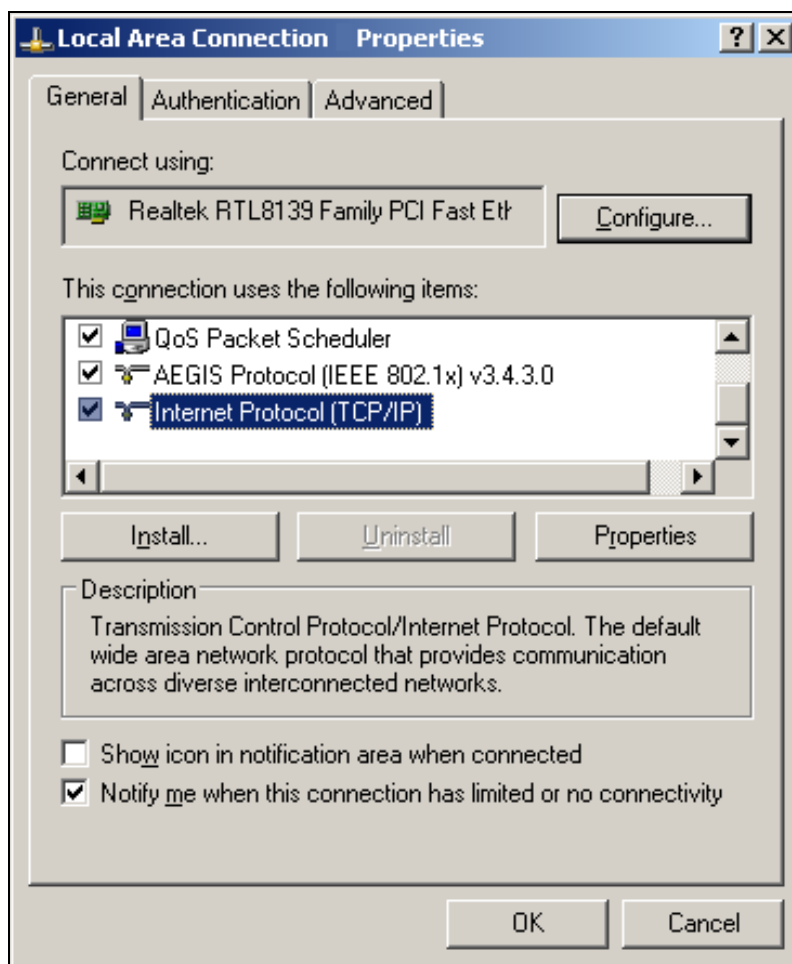 Local Area Connection Properties
General
Authentication
Advanced
Connect using:
Realtek RTL8139 Family PCI Fast Eth
Configure...
This connection uses the following items:
QoS Packet Scheduler
AEGIS Protocol (IEEE 802.1x) v3.4.3.0
Internet Protocol (TCP/IP)
Install...
Uninstall
Properties
Description
Transmission Control Protocol/Internet Protocol. The default
wide area network protocol that provides communication
across diverse interconnected networks.
Show icon in notification area when connected
Notify me when this connection has limited or no connectivity
OK
Cancel